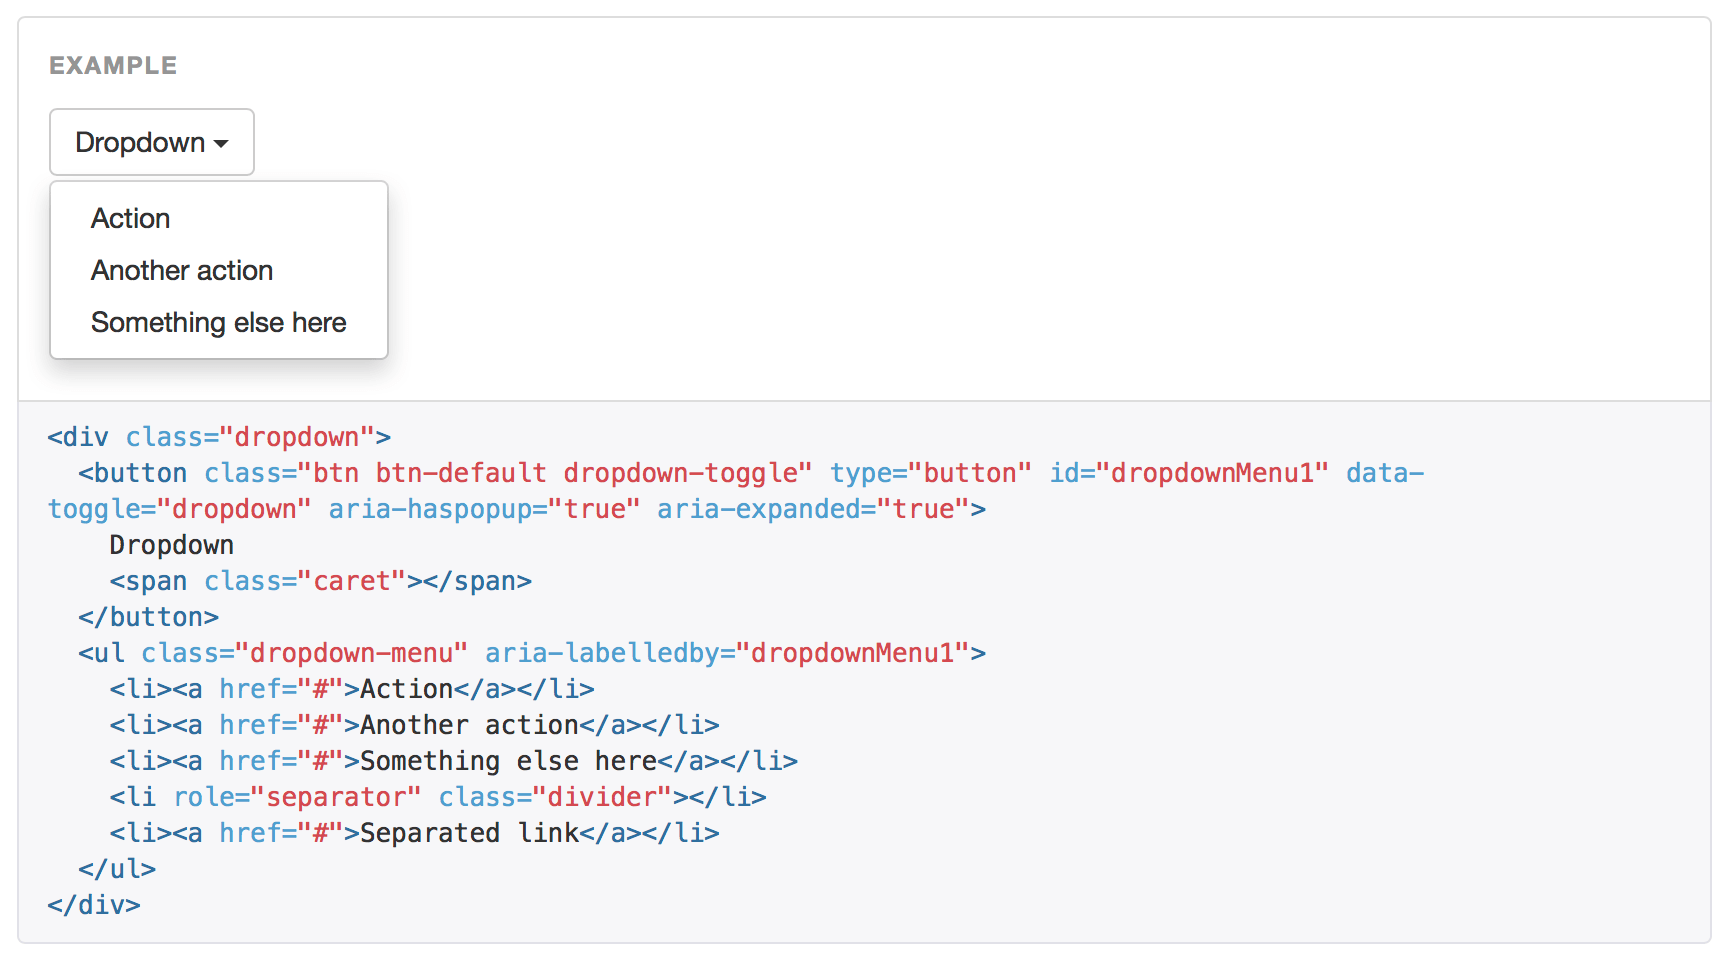 EXAMPLE
Dropdown
Action
Another action
Something else here
<div class="dropdown">
  <button class="btn btn-default dropdown-toggle" type="button" id="dropdownMenu1" data-
toggle="dropdown" aria-haspopup="true" aria-expanded="true">
    Dropdown
    <span class="caret"></span>
  </button>
  <ul class="dropdown-menu" aria-labelledby="dropdownMenu1">
    <li><a href="#">Action</a></li>
    <li><a href="#">Another action</a></li>
    <li><a href="#">Something else here</a></li>
    <li role="separator" class="divider"></li>
    <li><a href="#">Separated link</a></li>
  </ul>
</div>